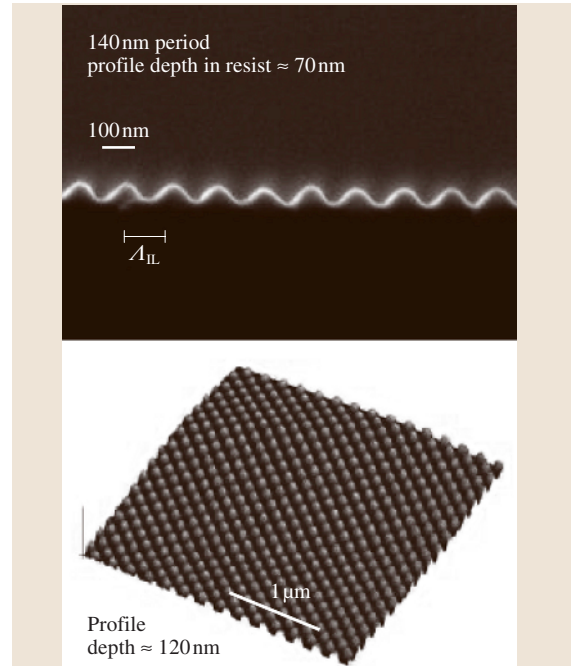 140 nm period
profile depth in resist ≈ 70 nm
100 nm
Λ_IL
1 μm
Profile
depth ≈ 120 nm